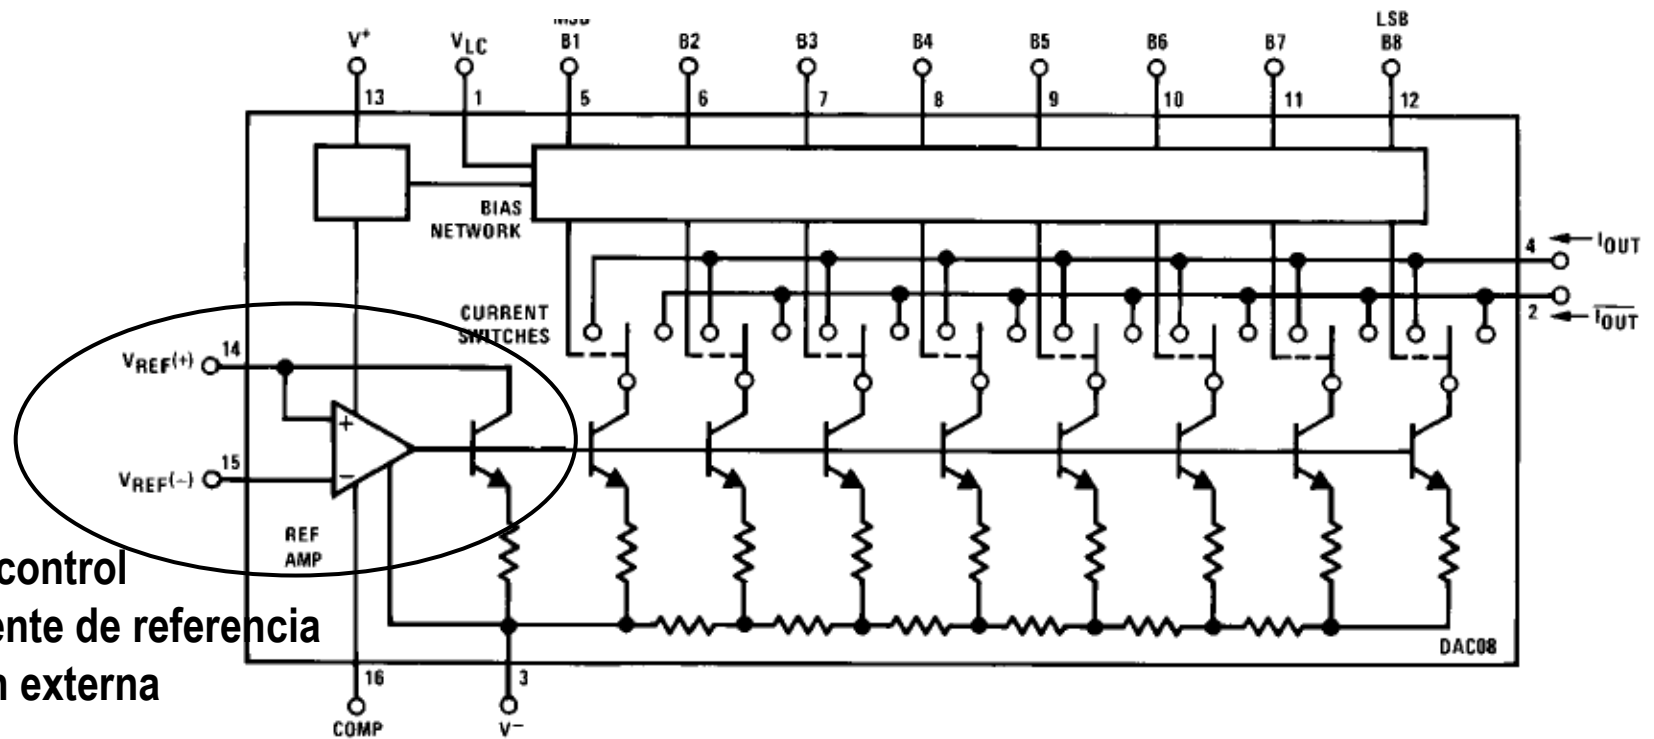 LSB
V+ VLC B1 B2 B3 B4 B5 B6 B7 B8
13 1 5 6 7 8 9 10 11 12
BIAS
NETWORK
4 IOUT
CURRENT
SWITCHES
2 IOUT
VREF(+) 14
VREF(−) 15
REF
AMP
control
ente de referencia
n externa
DAC08
16 3
COMP V−